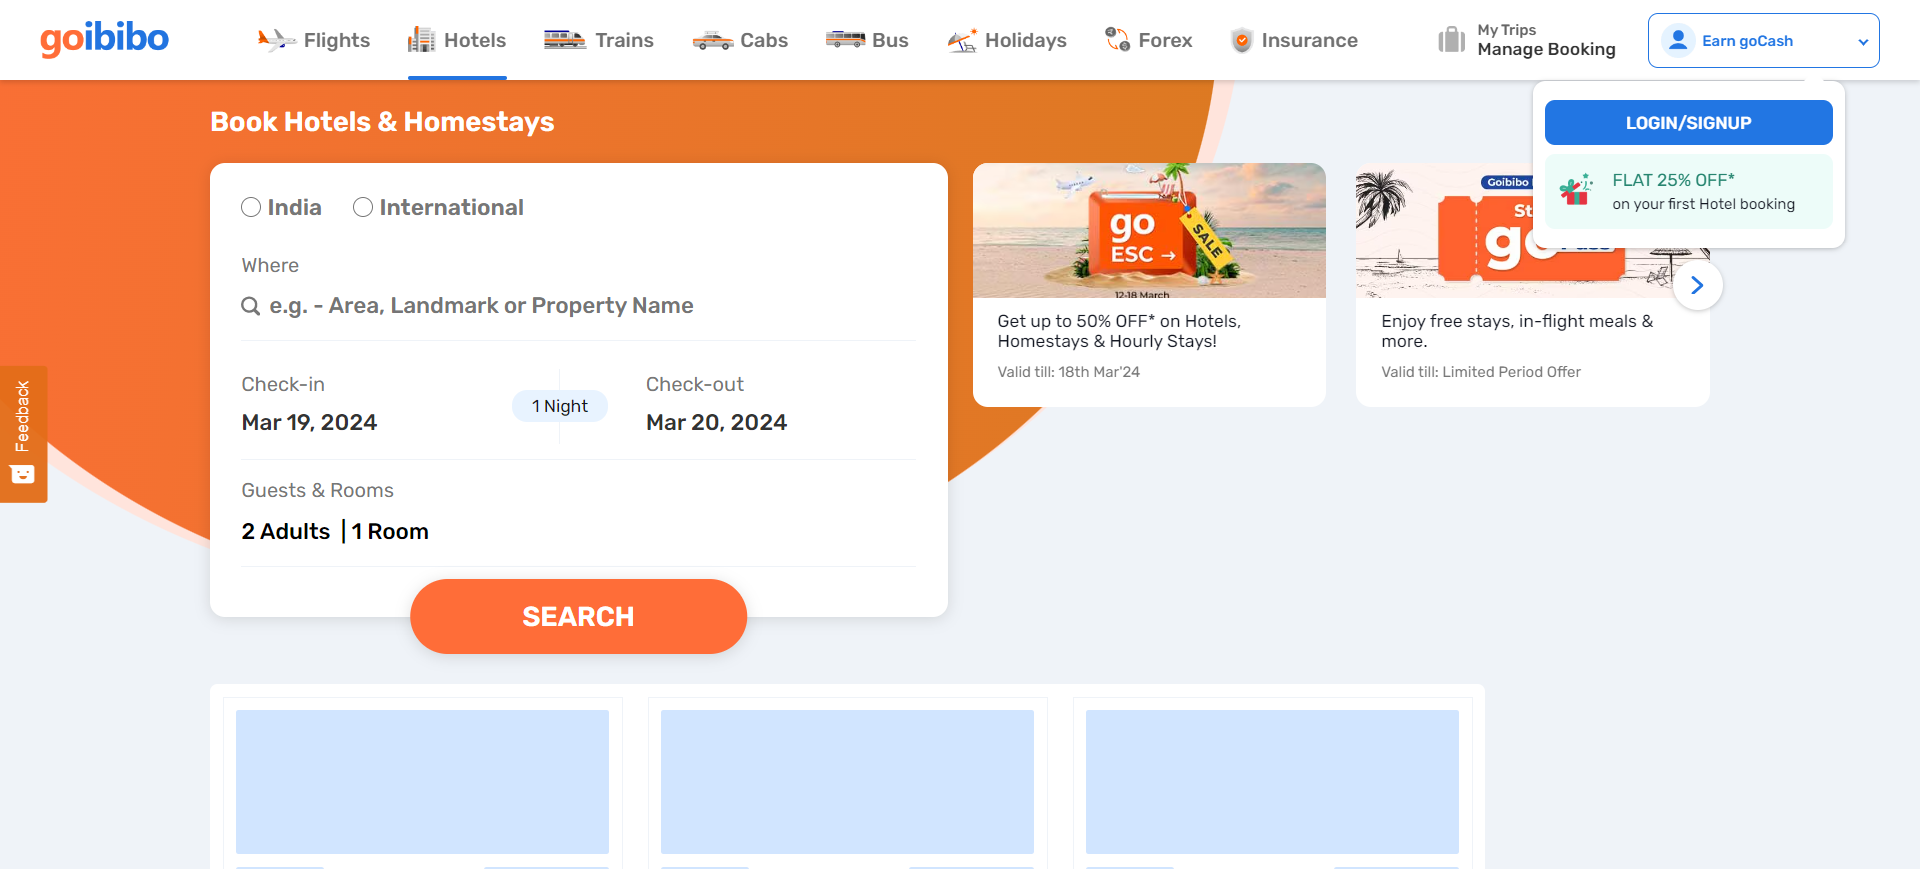 goibibo
Flights
Hotels
Trains
Cabs
Bus
Holidays
Forex
Insurance
My Trips
Manage Booking
Earn goCash
LOGIN/SIGNUP
FLAT 25% OFF*
on your first Hotel booking
Book Hotels & Homestays
India
International
Where
e.g. - Area, Landmark or Property Name
Check-in
Mar 19, 2024
1 Night
Check-out
Mar 20, 2024
Guests & Rooms
2 Adults | 1 Room
SEARCH
go
ESC →
SALE
12-18 March
Get up to 50% OFF* on Hotels,
Homestays & Hourly Stays!
Valid till: 18th Mar'24
Goibibo
Enjoy free stays, in-flight meals &
more.
Valid till: Limited Period Offer
Feedback